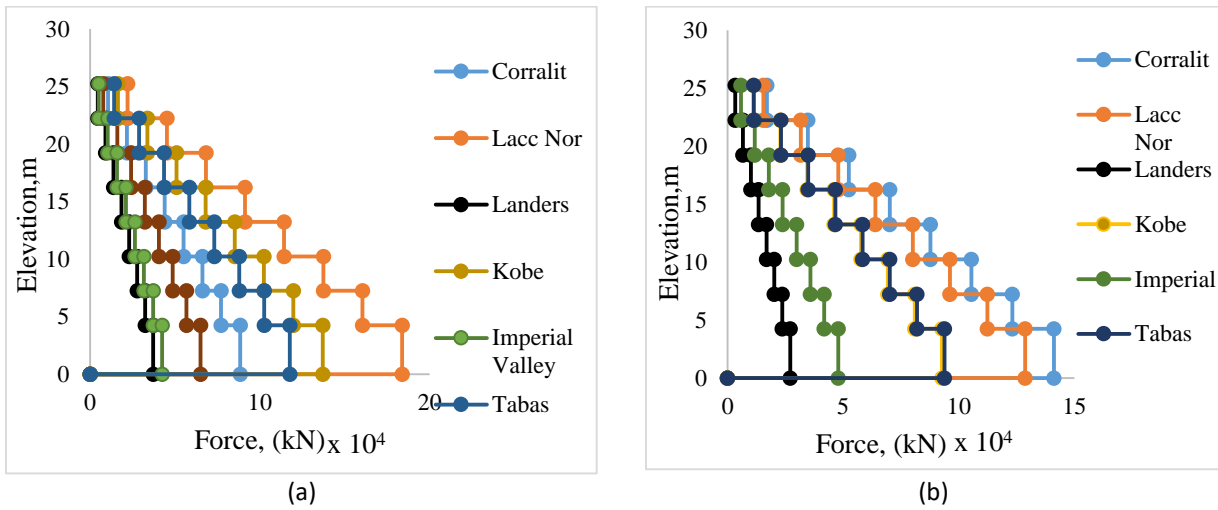 30
25
20
15
10
5
0
Elevation,m
0
10
20
Force, (kN) x 10⁴
Corralit
Lacc Nor
Landers
Kobe
Imperial
Valley
Tabas
(a)
30
25
20
15
10
5
0
Elevation,m
0
5
10
15
Force, (kN) x 10⁴
Corralit
Lacc
Nor
Landers
Kobe
Imperial
Tabas
(b)